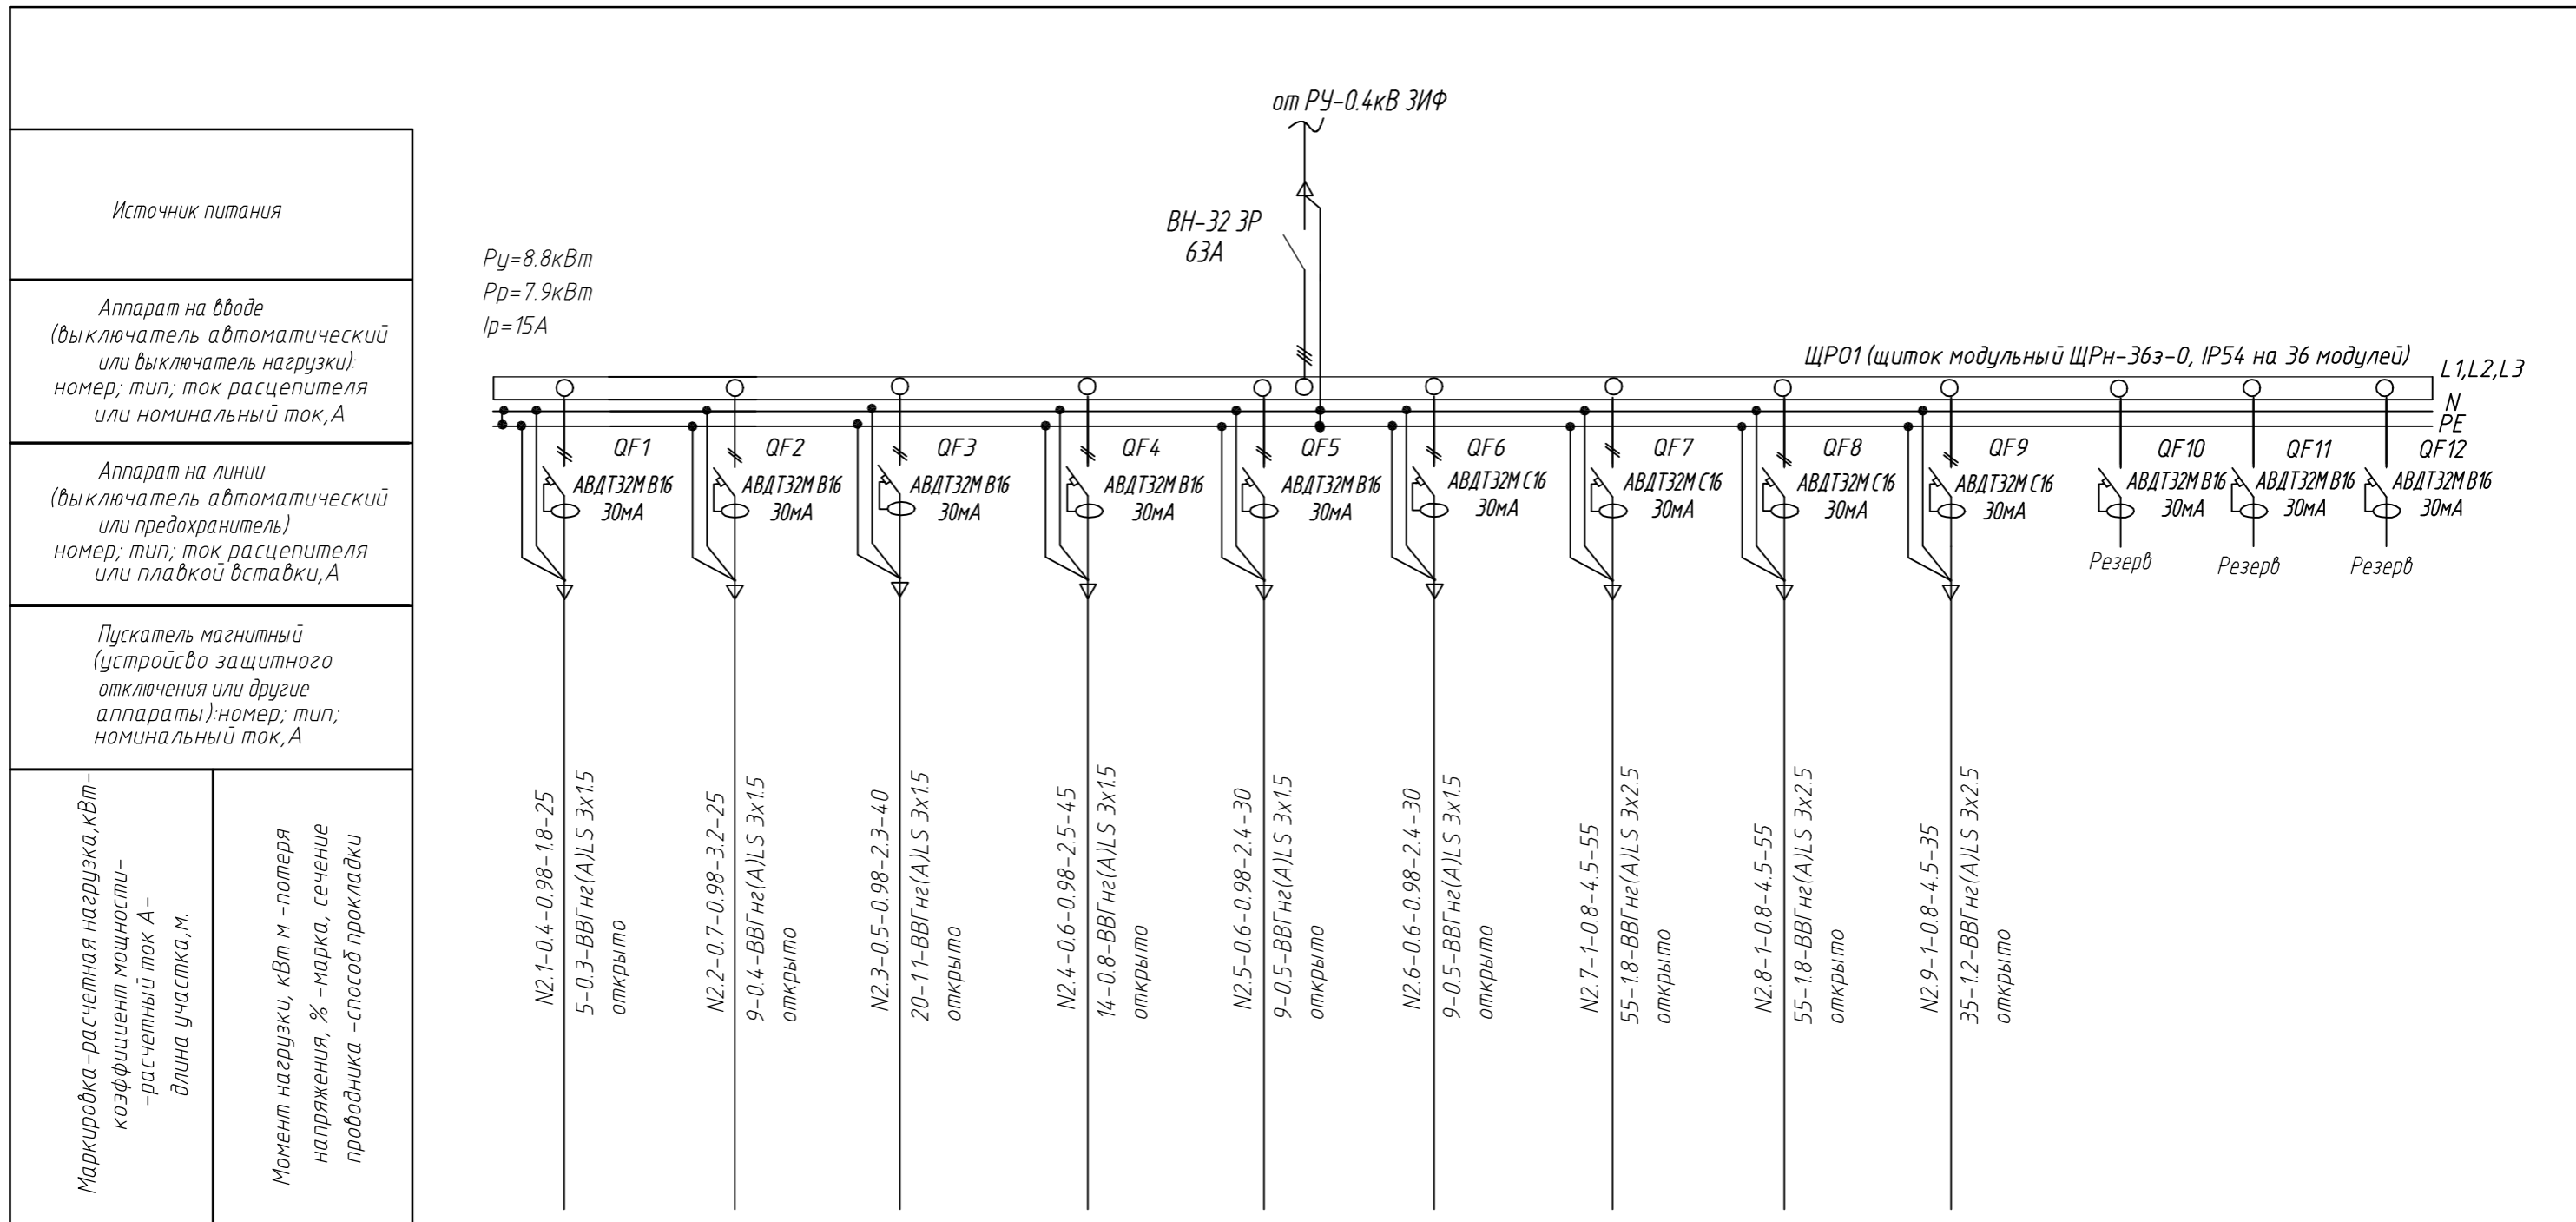 от РУ-0.4кВ ЗИФ
Источник питания
ВН-32 3Р
63А
Ру=8.8кВт
Рр=7.9кВт
Iр=15А
Аппарат на вводе
(выключатель автоматический
или выключатель нагрузки):
номер; тип; ток расцепителя
или номинальный ток,А
ЩРО1 (щиток модульный ЩРн-36з-0, IP54 на 36 модулей)
L1,L2,L3
N
PE
Аппарат на линии
(выключатель автоматический
или предохранитель)
номер; тип; ток расцепителя
или плавкой вставки,А
QF1
АВДТ32М В16
30мА
QF2
АВДТ32М В16
30мА
QF3
АВДТ32М В16
30мА
QF4
АВДТ32М В16
30мА
QF5
АВДТ32М В16
30мА
QF6
АВДТ32М С16
30мА
QF7
АВДТ32М С16
30мА
QF8
АВДТ32М С16
30мА
QF9
АВДТ32М С16
30мА
QF10
АВДТ32М В16
30мА
Резерв
QF11
АВДТ32М В16
30мА
Резерв
QF12
АВДТ32М В16
30мА
Резерв
Пускатель магнитный
(устройсво защитного
отключения или другие
аппараты):номер; тип;
номинальный ток,А
Маркировка-расчетная нагрузка,кВт-
коэффициент мощности-
-расчетный ток А-
длина участка,м.
Момент нагрузки, кВт м -потеря
напряжения, % -марка, сечение
проводника -способ прокладки
N2.1-0.4-0.98-1.8-25
5-0.3-ВВГнг(А)LS 3х1.5
открыто
N2.2-0.7-0.98-3.2-25
9-0.4-ВВГнг(А)LS 3х1.5
открыто
N2.3-0.5-0.98-2.3-40
20-1.1-ВВГнг(А)LS 3х1.5
открыто
N2.4-0.6-0.98-2.5-45
14-0.8-ВВГнг(А)LS 3х1.5
открыто
N2.5-0.6-0.98-2.4-30
9-0.5-ВВГнг(А)LS 3х1.5
открыто
N2.6-0.6-0.98-2.4-30
9-0.5-ВВГнг(А)LS 3х1.5
открыто
N2.7-1-0.8-4.5-55
55-1.8-ВВГнг(А)LS 3х2.5
открыто
N2.8-1-0.8-4.5-55
55-1.8-ВВГнг(А)LS 3х2.5
открыто
N2.9-1-0.8-4.5-35
35-1.2-ВВГнг(А)LS 3х2.5
открыто